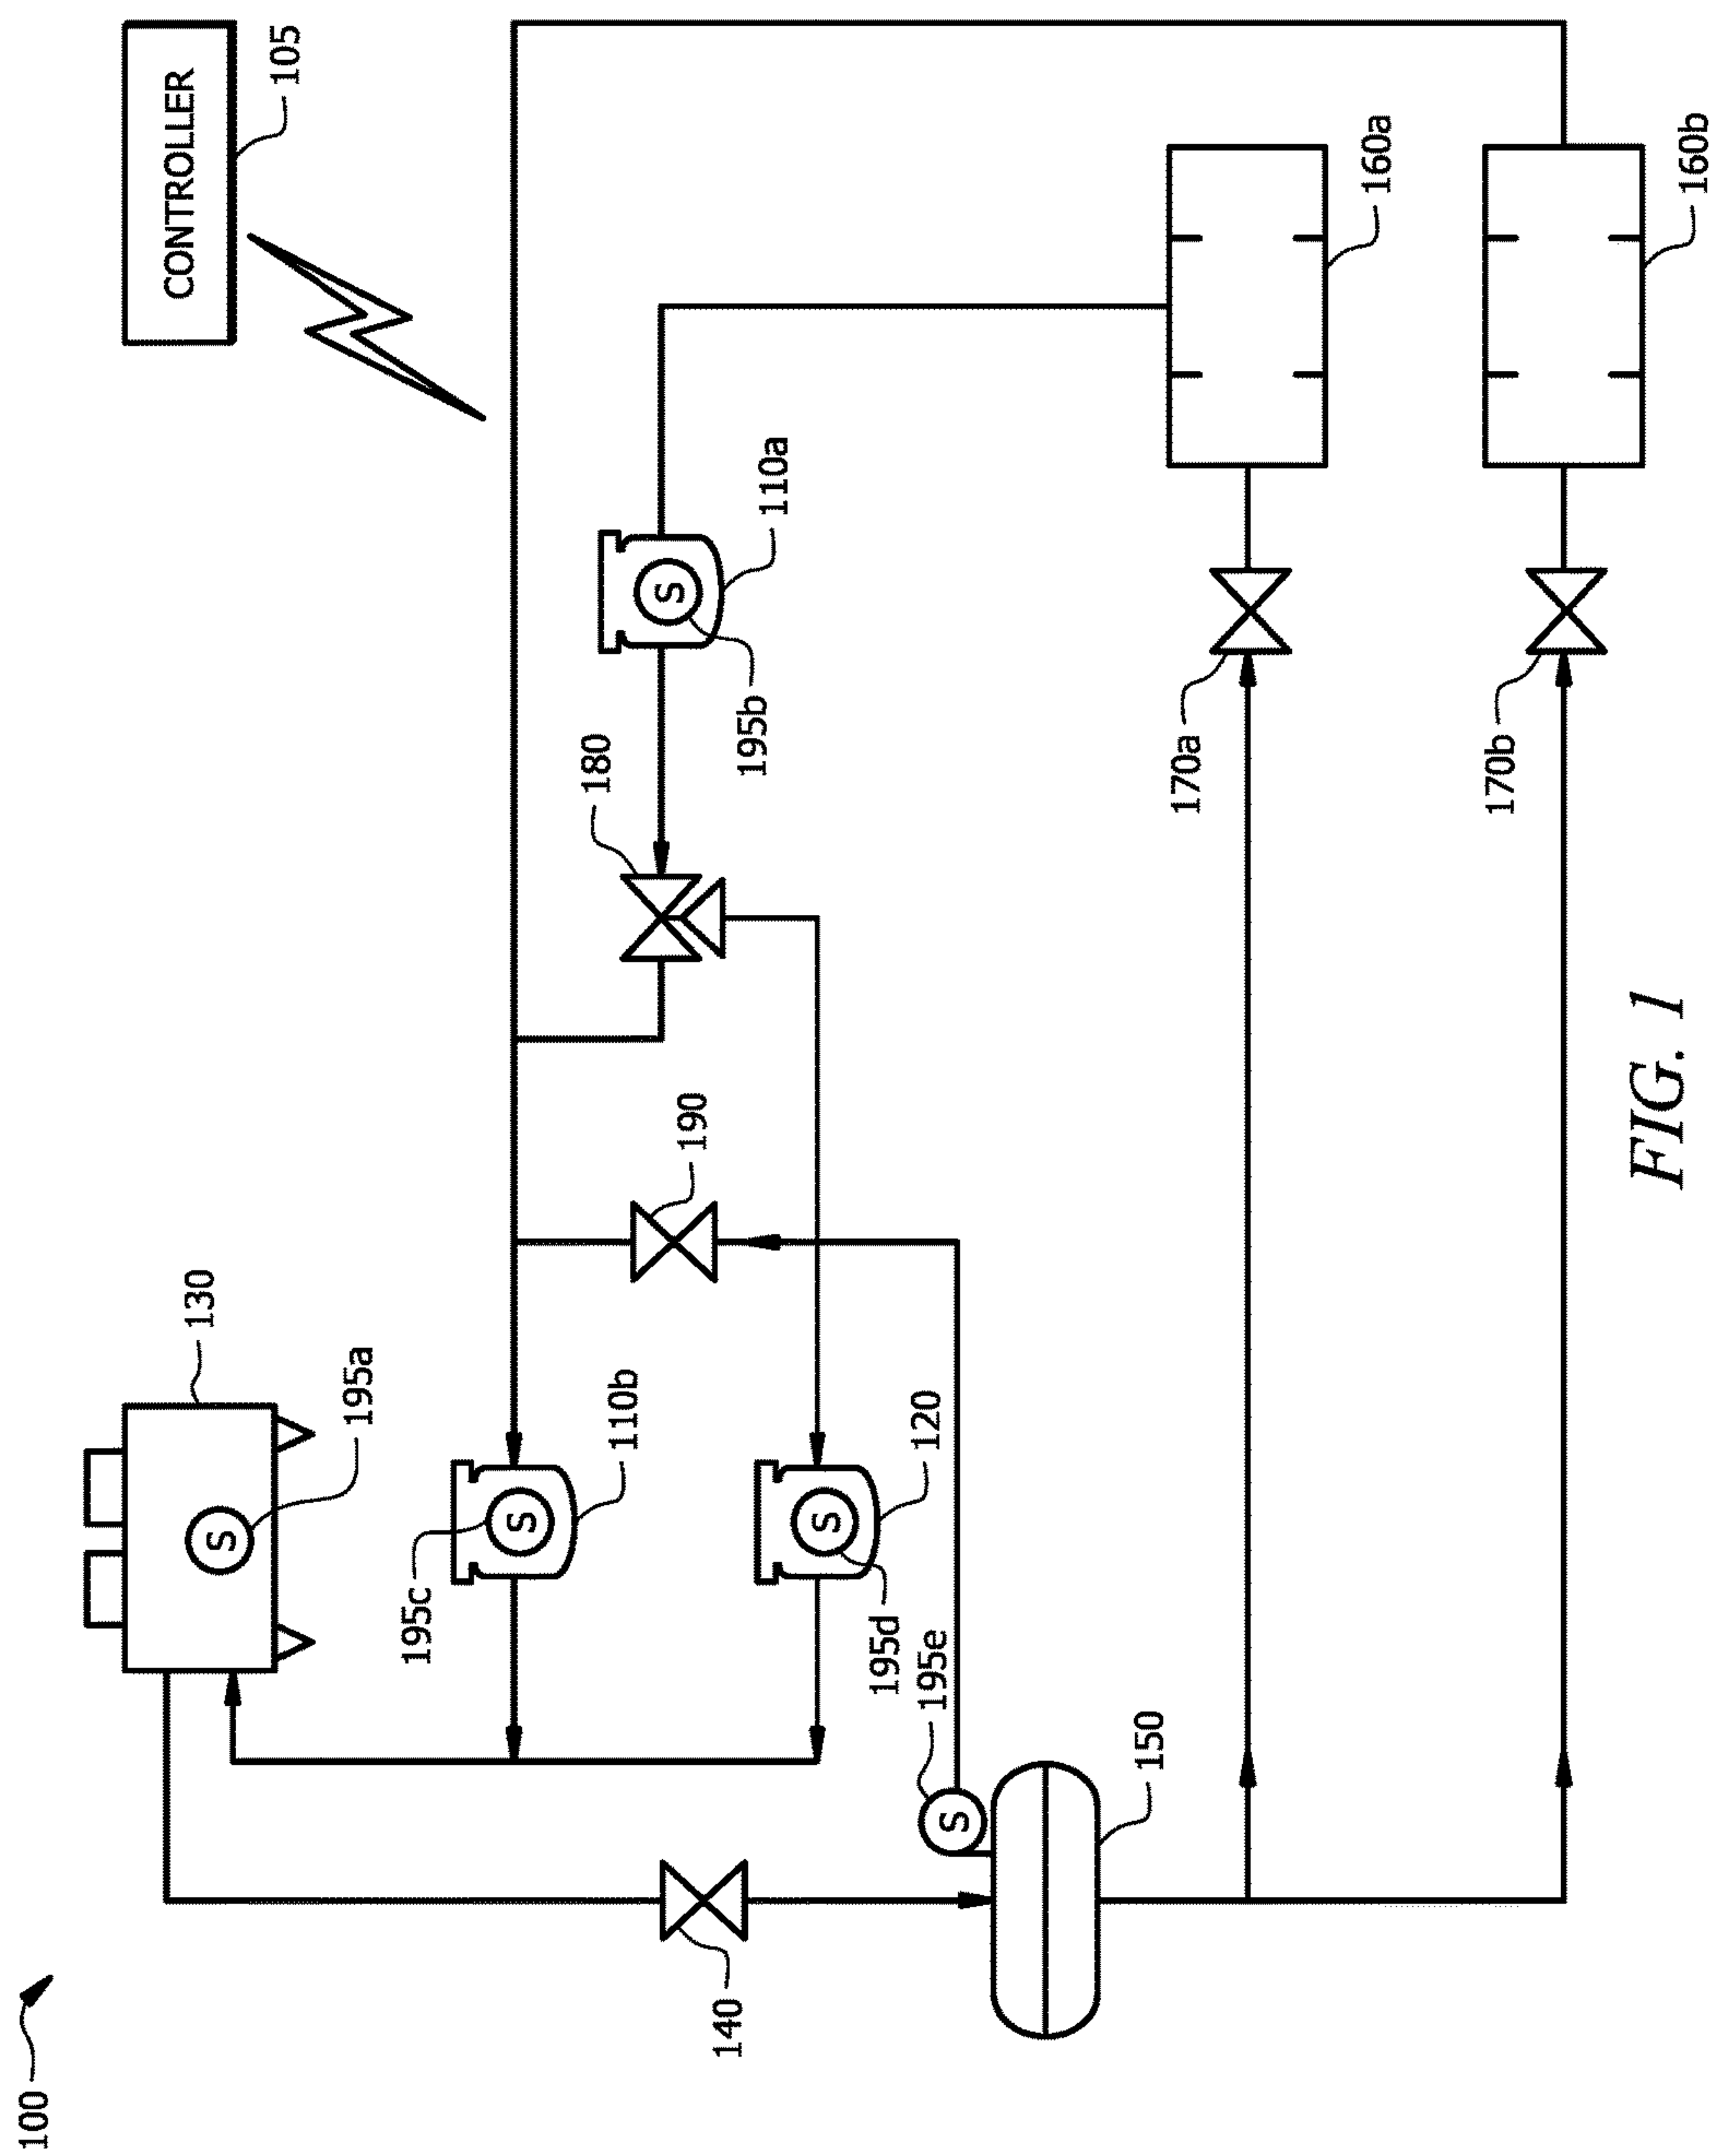 100
CONTROLLER
130
105
195a
195c
180
110b
190
140
195b
110a
195d
120
195e
150
170a
160a
170b
FIG. 1
160b
S
S
S
S
S